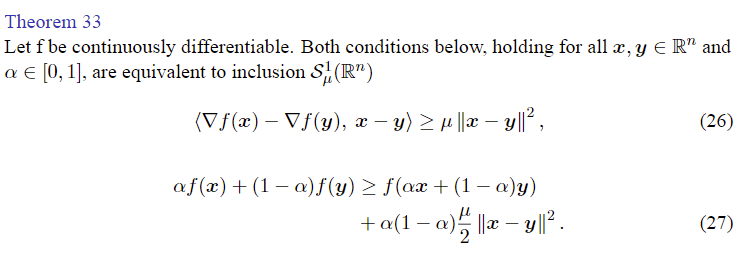 Theorem 33
Let f be continuously differentiable. Both conditions below, holding for all x, y ∈ ℝⁿ and
α ∈ [0, 1], are equivalent to inclusion 𝒮¹_μ(ℝⁿ)
⟨∇f(x) − ∇f(y), x − y⟩ ≥ μ ‖x − y‖², (26)
αf(x) + (1 − α)f(y) ≥ f(αx + (1 − α)y)
+ α(1 − α) μ/2 ‖x − y‖². (27)